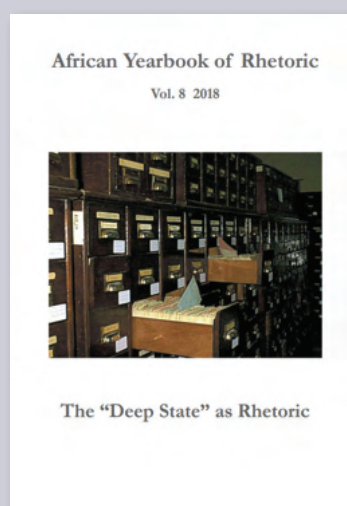 African Yearbook of Rhetoric
Vol. 8 2018
The “Deep State” as Rhetoric